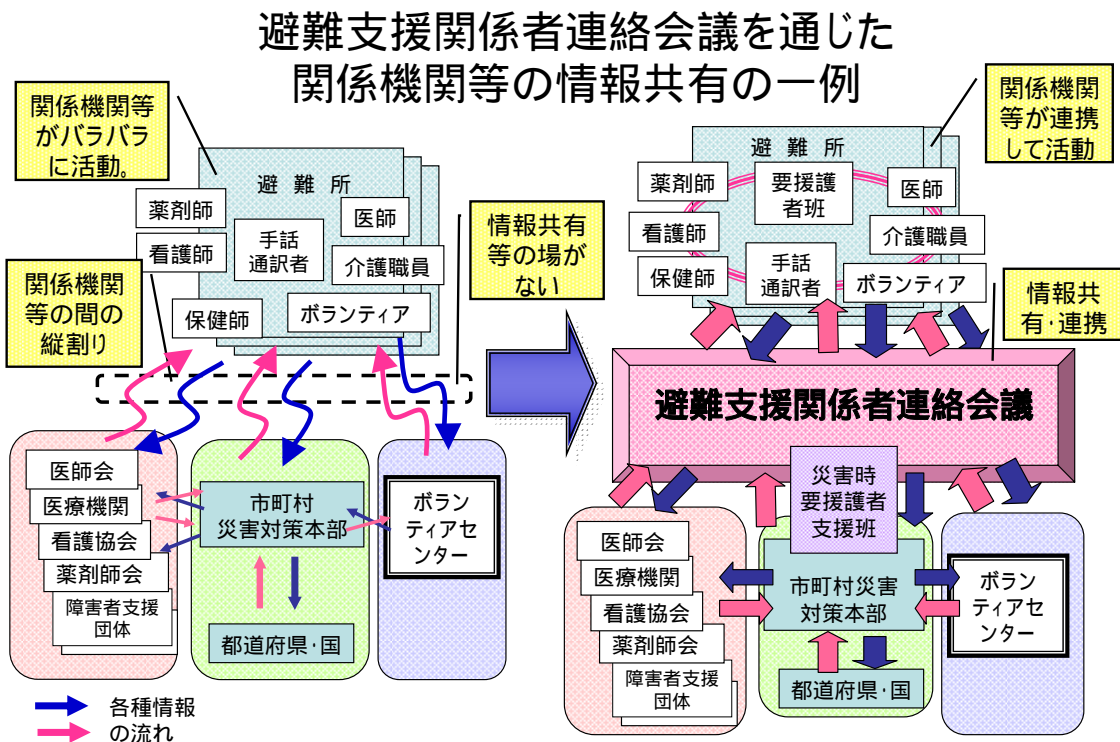 避難支援関係者連絡会議を通じた
関係機関等の情報共有の一例
関係機関等
がバラバラ
に活動。
避 難 所
薬剤師
医師
看護師
手話
通訳者
介護職員
保健師
ボランティア
関係機関
等の間の
縦割り
情報共有
等の場が
ない
医師会
医療機関
看護協会
薬剤師会
障害者支援
団体
市町村
災害対策本部
都道府県・国
ボラン
ティアセ
ンター
各種情報
の流れ
関係機関
等が連携
して活動
避 難 所
薬剤師
要援護
者班
医師
看護師
介護職員
保健師
手話
通訳者
ボランティア
情報共
有・連携
避難支援関係者連絡会議
災害時
要援護者
支援班
医師会
医療機関
看護協会
薬剤師会
障害者支援
団体
市町村災害
対策本部
都道府県・国
ボラン
ティアセ
ンター